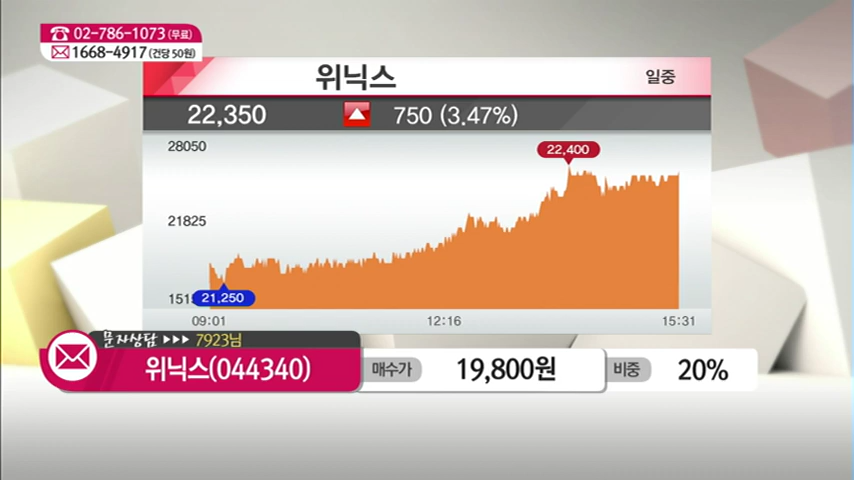 02-786-1073 (무료)
1668-4917 (건당 50원)
위닉스
일중
22,350 750 (3.47%)
28050
22,400
21825
21,250
09:01 12:16 15:31
문자상담 7923님
위닉스(044340) 매수가 19,800원 비중 20%